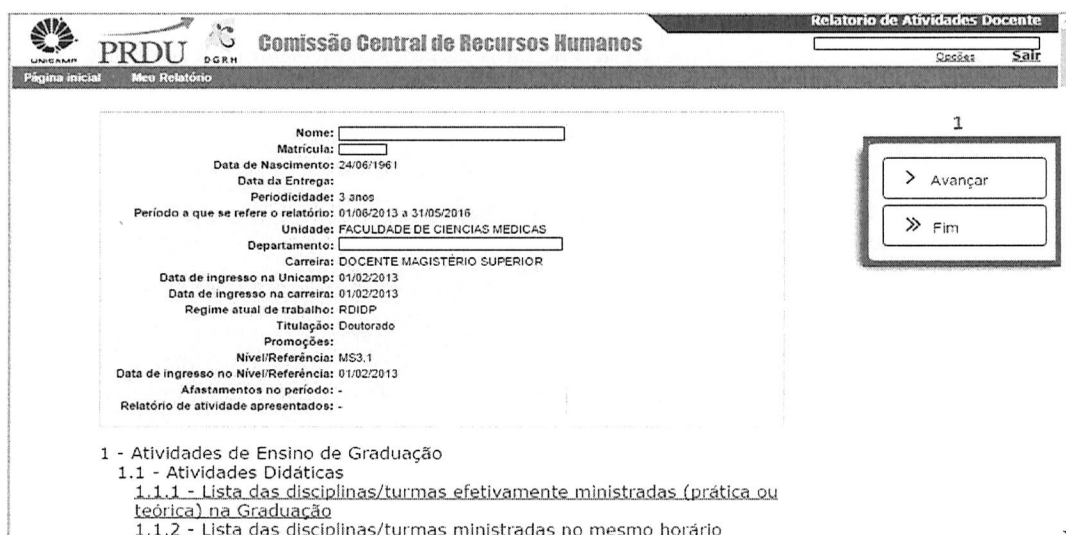 Relatorio de Atividades Docente
UNICAMP
PRDU
DGRH
Comissão Central de Recursos Humanos
Opções Sair
Página inicial Meu Relatório
1
Nome:
Matrícula:
Data de Nascimento: 24/06/1961
Data da Entrega:
Periodicidade: 3 anos
Período a que se refere o relatório: 01/06/2013 a 31/05/2016
Unidade: FACULDADE DE CIENCIAS MEDICAS
Departamento:
Carreira: DOCENTE MAGISTÉRIO SUPERIOR
Data de ingresso na Unicamp: 01/02/2013
Data de ingresso na carreira: 01/02/2013
Regime atual de trabalho: RDIDP
Titulação: Doutorado
Promoções:
Nível/Referência: MS3.1
Data de ingresso no Nível/Referência: 01/02/2013
Afastamentos no período: -
Relatório de atividade apresentados: -
> Avançar
>> Fim
1 - Atividades de Ensino de Graduação
1.1 - Atividades Didáticas
1.1.1 - Lista das disciplinas/turmas efetivamente ministradas (prática ou
teórica) na Graduação
1.1.2 - Lista das disciplinas/turmas ministradas no mesmo horário